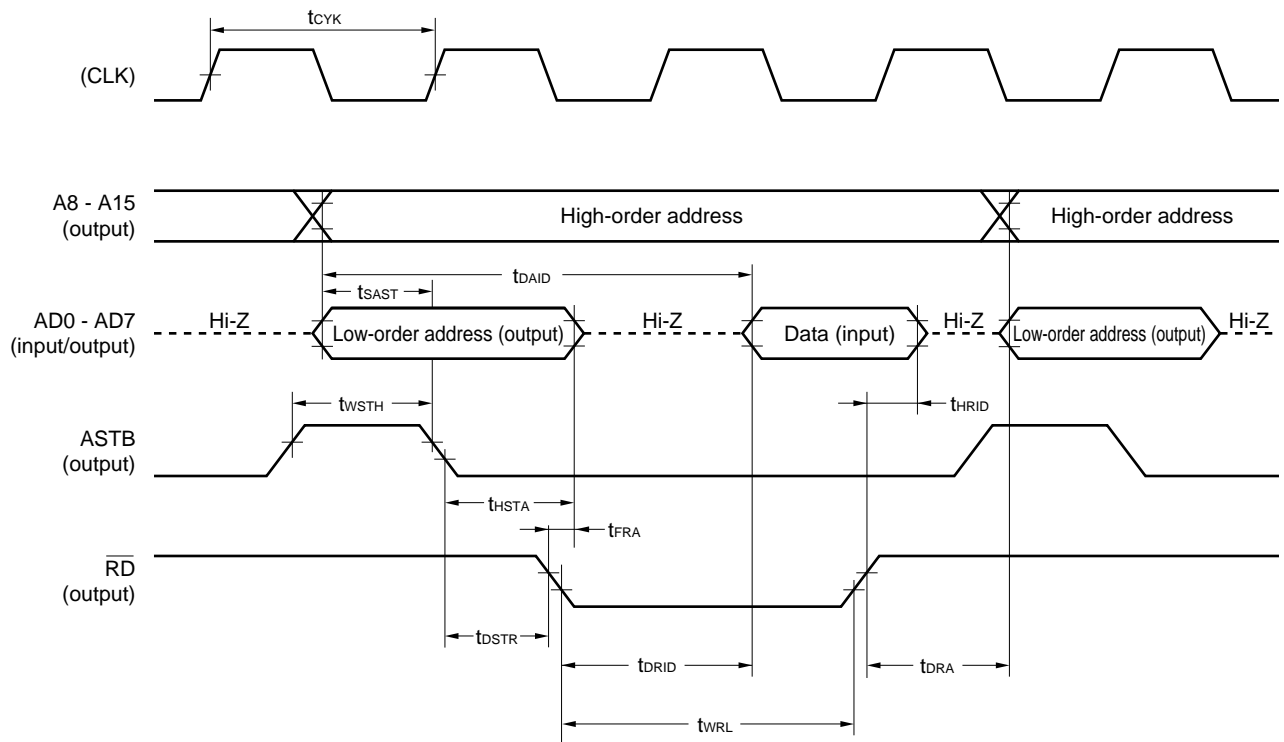 tCYK
(CLK)
A8 - A15
(output)
High-order address
High-order address
tDAID
tSAST
AD0 - AD7
(input/output)
Hi-Z
Low-order address (output)
Hi-Z
Data (input)
Hi-Z
Low-order address (output)
Hi-Z
tWSTH
tHRID
ASTB
(output)
tHSTA
tFRA
RD
(output)
tDSTR
tDRID
tDRA
tWRL